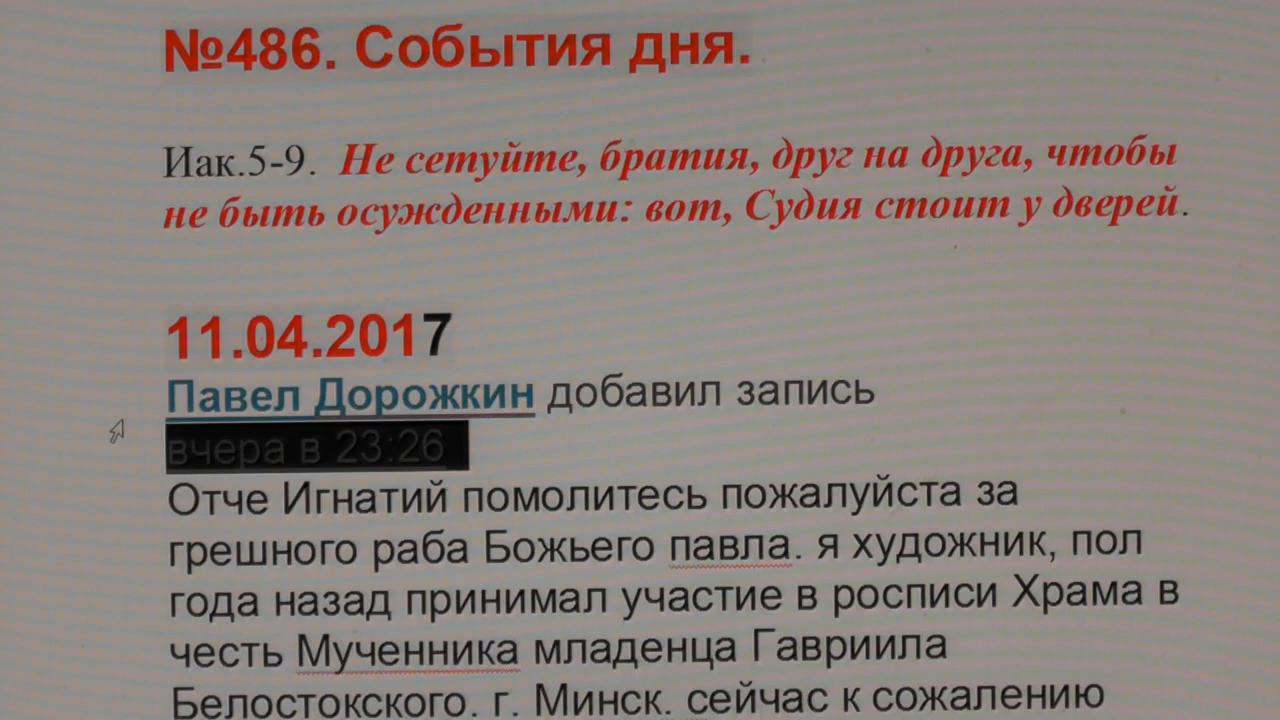 №486. События дня.
Иак.5-9. Не сетуйте, братия, друг на друга, чтобы
не быть осужденными: вот, Судия стоит у дверей.
11.04.2017
Павел Дорожкин добавил запись
вчера в 23:26
Отче Игнатий помолитесь пожалуйста за
грешного раба Божьего павла. я художник, пол
года назад принимал участие в росписи Храма в
честь Мученника младенца Гавриила
Белостокского. г. Минск. сейчас к сожалению